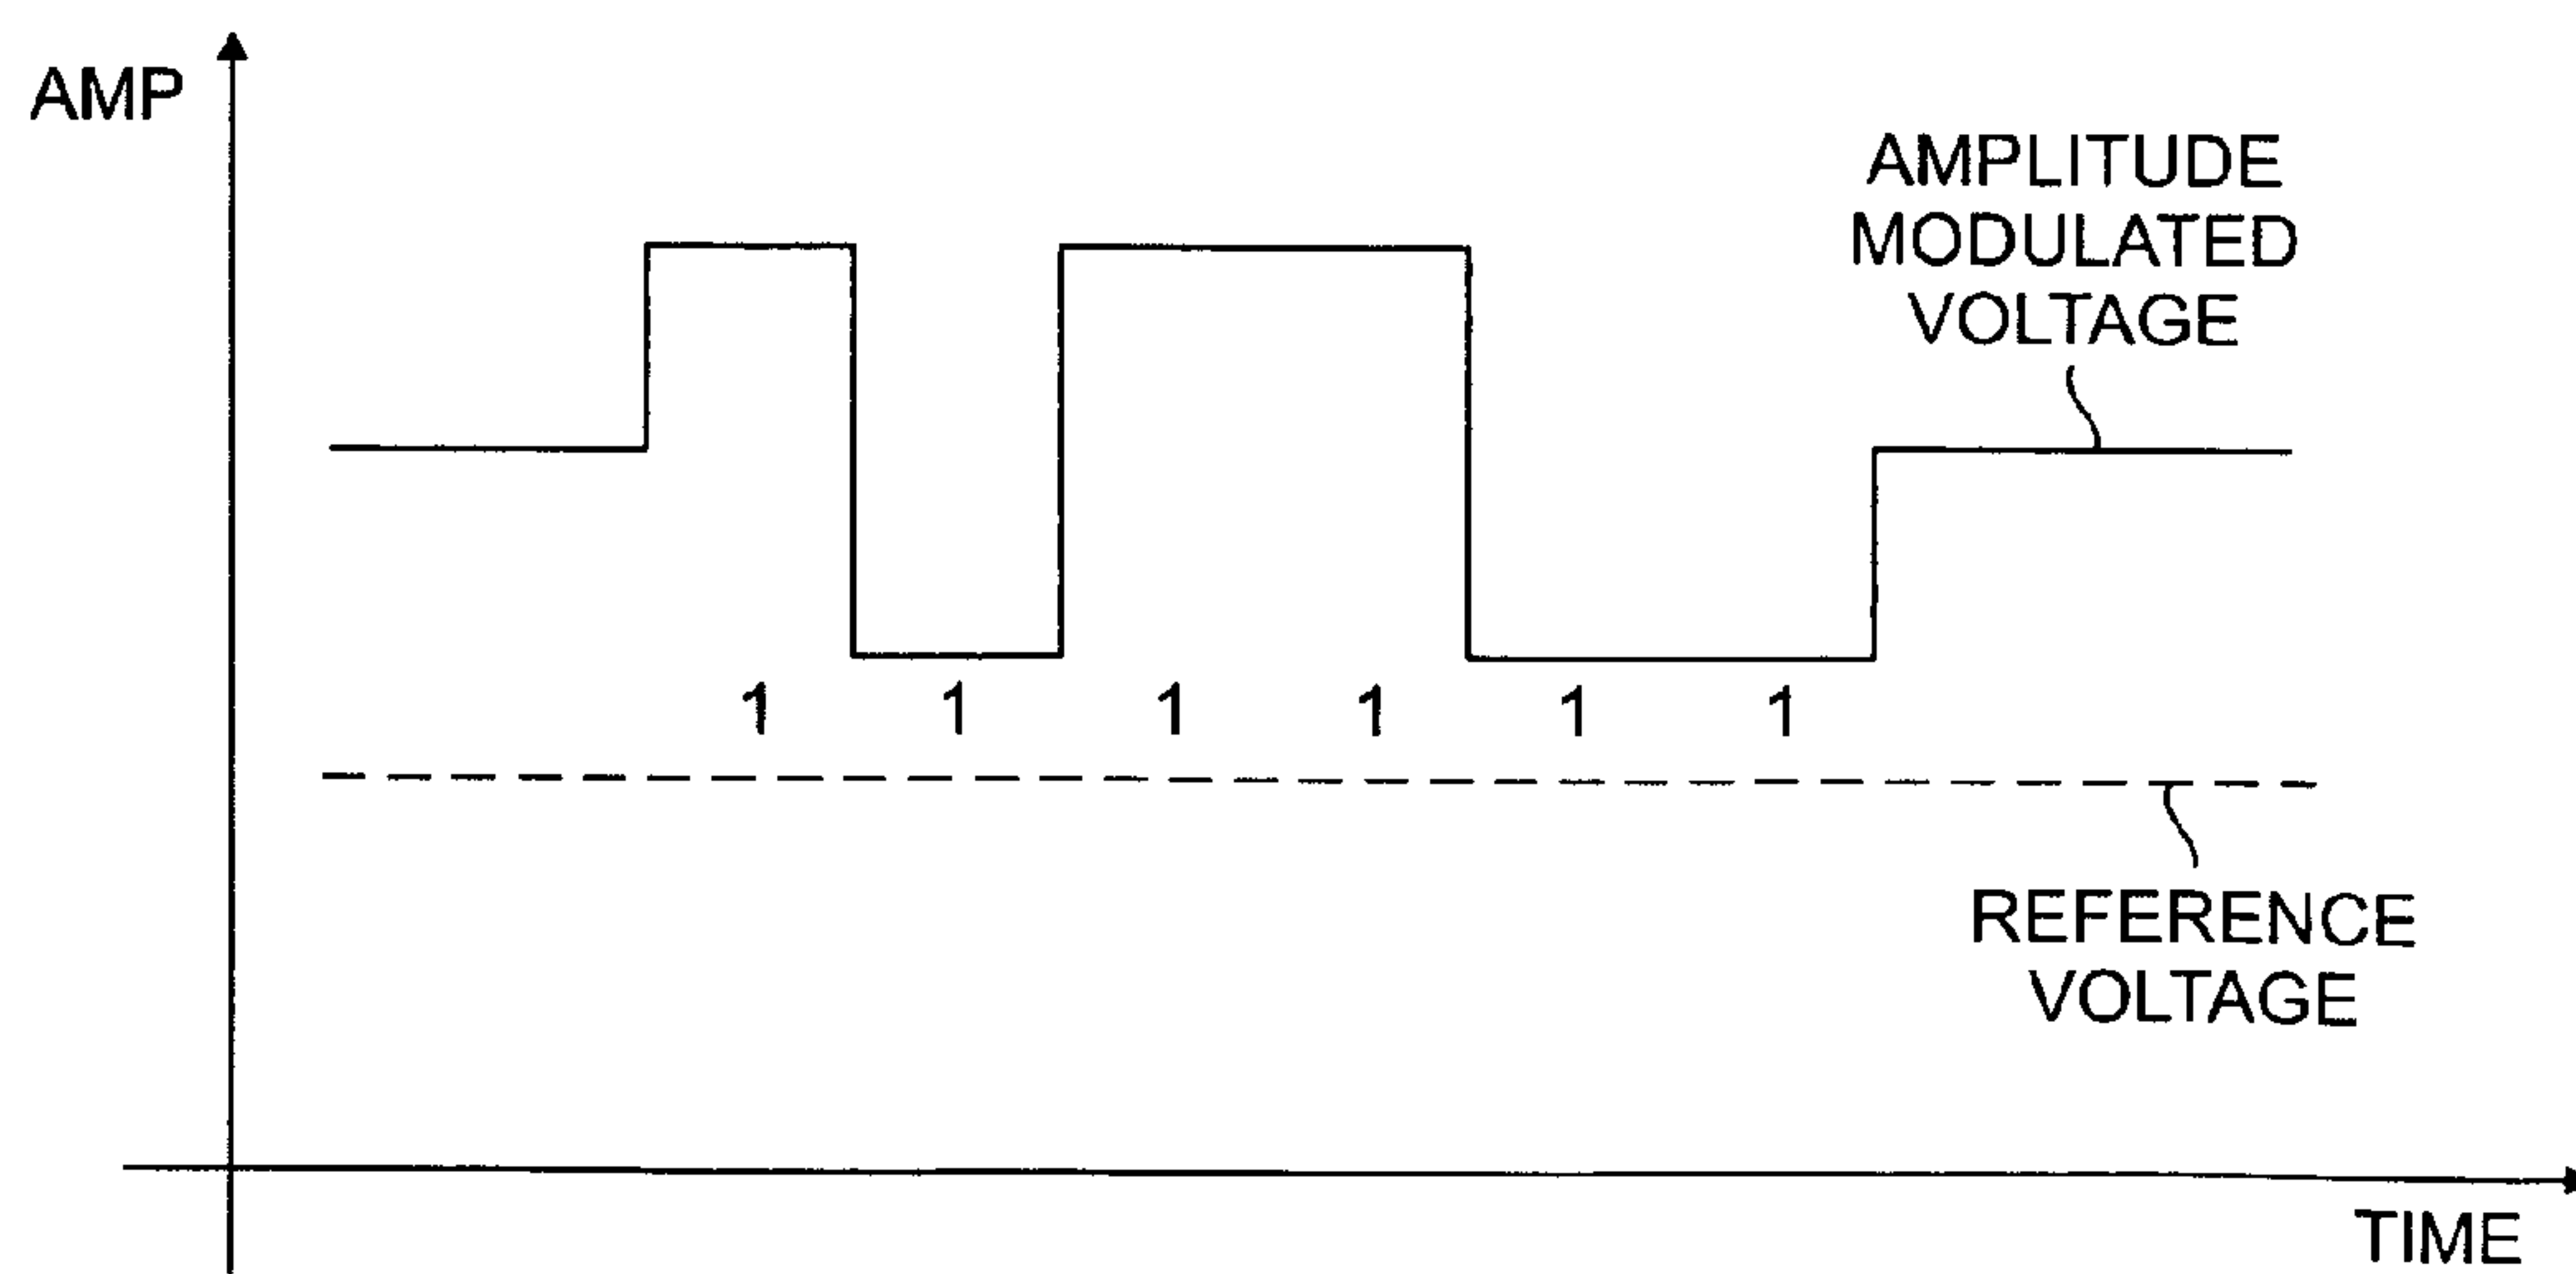 AMP
AMPLITUDE
MODULATED
VOLTAGE
1 1 1 1 1 1
REFERENCE
VOLTAGE
TIME